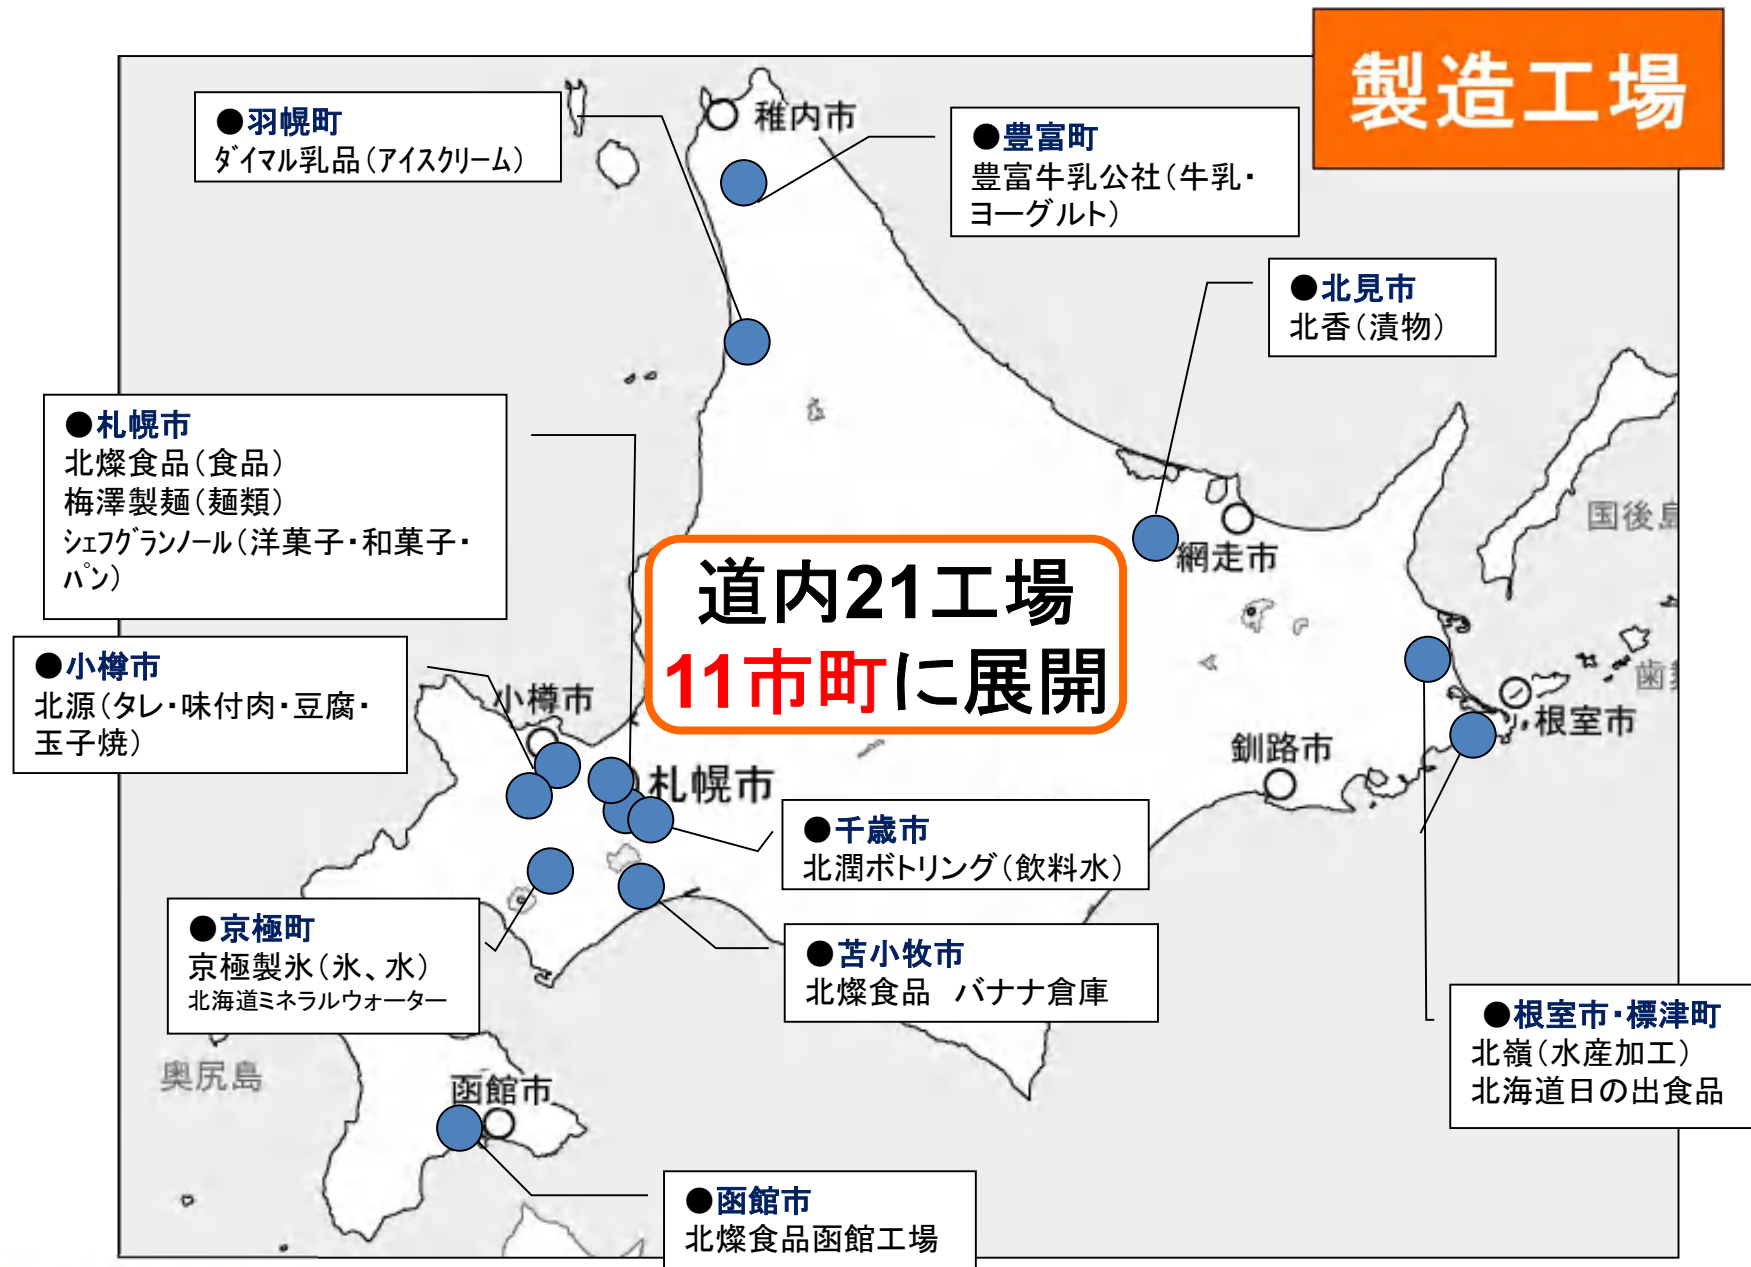 製造工場
●羽幌町
ダイマル乳品（アイスクリーム）
稚内市
●豊富町
豊富牛乳公社（牛乳・
ヨーグルト）
●北見市
北香（漬物）
●札幌市
北燦食品（食品）
梅澤製麺（麺類）
シェフグランノール（洋菓子・和菓子・
パン）
国後島
網走市
道内21工場
11市町に展開
●小樽市
北源（タレ・味付肉・豆腐・
玉子焼）
小樽市
歯
根室市
釧路市
札幌市
●千歳市
北潤ボトリング（飲料水）
●京極町
京極製氷（氷、水）
北海道ミネラルウォーター
●苫小牧市
北燦食品　バナナ倉庫
●根室市・標津町
北嶺（水産加工）
北海道日の出食品
奥尻島
函館市
●函館市
北燦食品函館工場